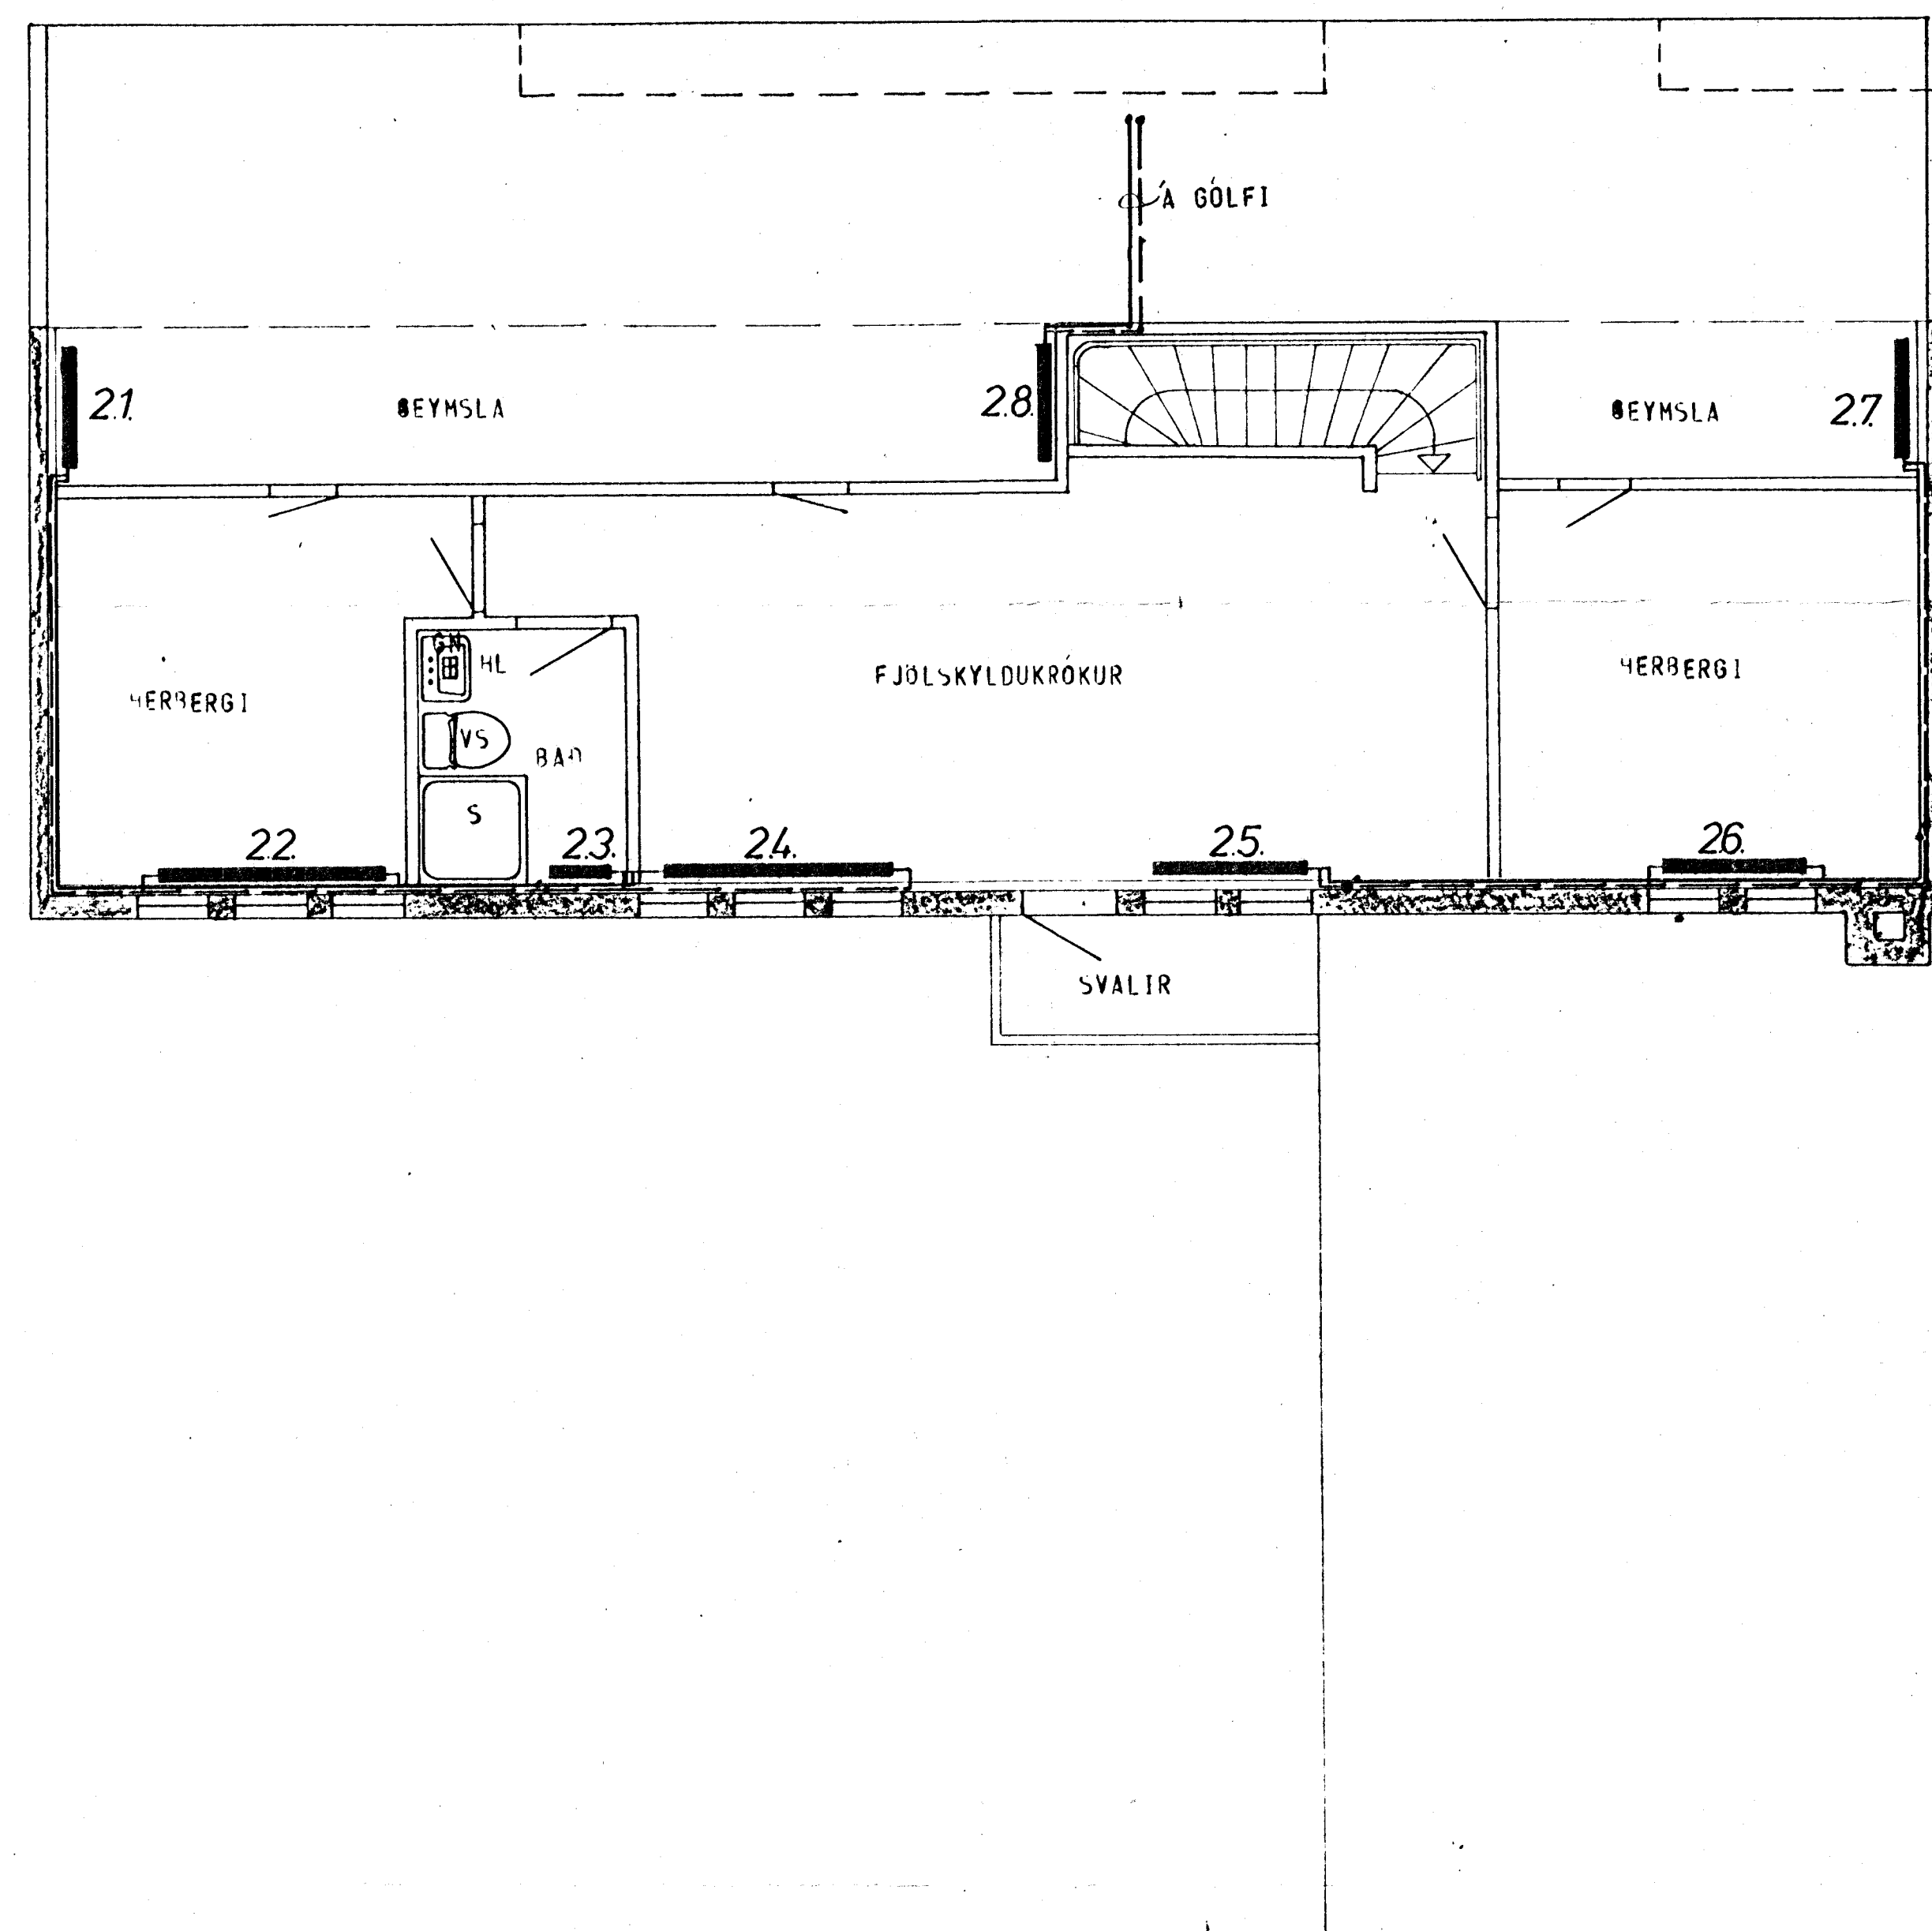 Á GÓLFI
2.1.
GEYMSLA
2.8.
GEYMSLA
2.7.
GN
HL
HERBERGI
VS
BAÐ
S
FJÖLSKYLDUKRÓKUR
HERBERGI
2.2.
2.3.
2.4.
2.5.
2.6.
SVALIR